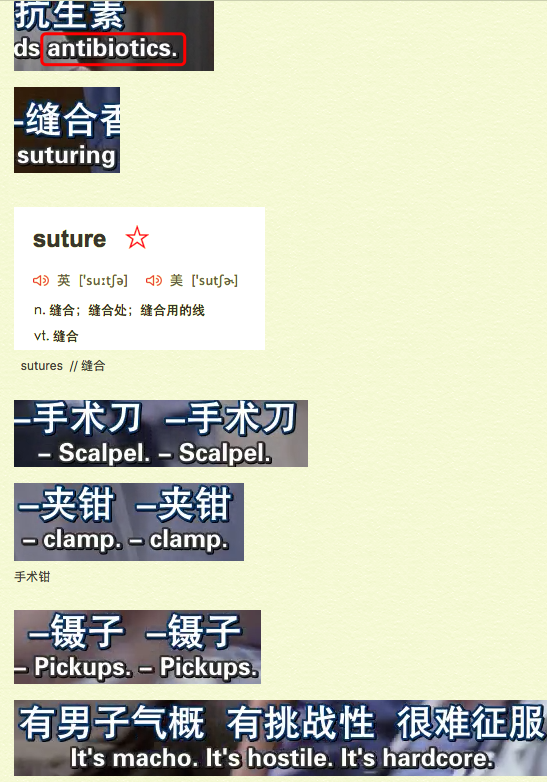 抗生素
ds antibiotics.
–缝合香
suturing
suture
英 ['suːtʃə] 美 ['sutʃɚ]
n. 缝合；缝合处；缝合用的线
vt. 缝合
sutures // 缝合
–手术刀 –手术刀
– Scalpel. – Scalpel.
–夹钳 –夹钳
– clamp. – clamp.
手术钳
–镊子 –镊子
– Pickups. – Pickups.
有男子气概 有挑战性 很难征服
It's macho. It's hostile. It's hardcore.